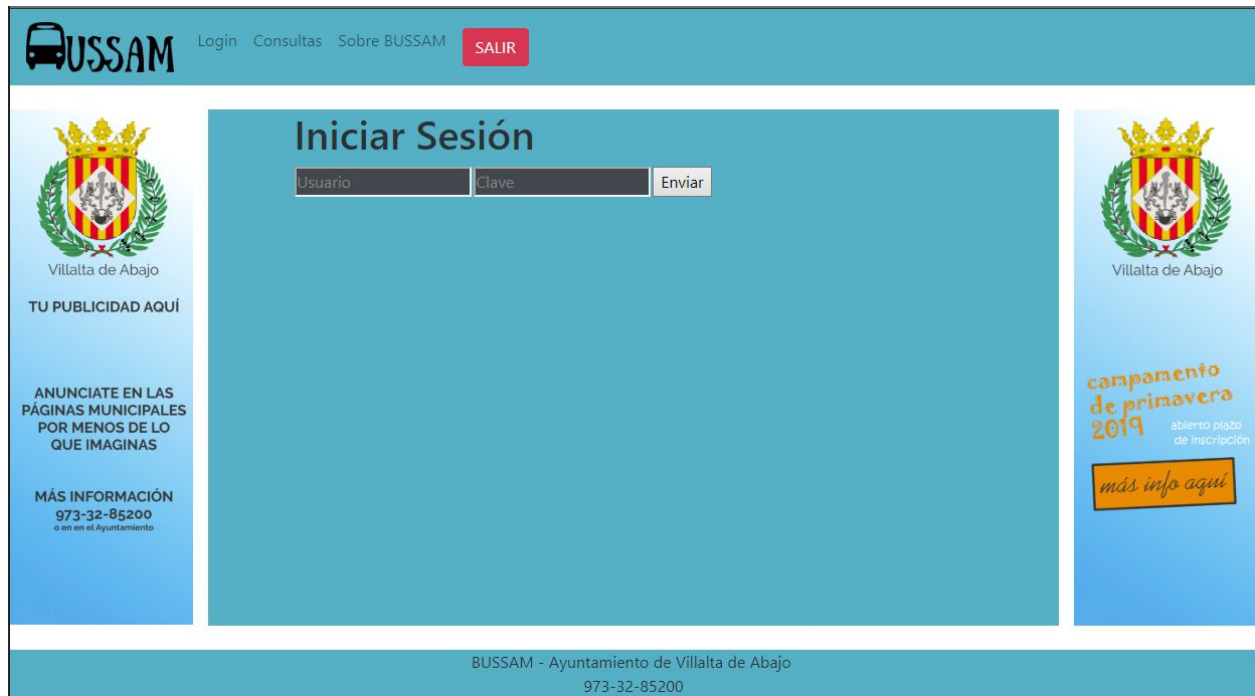 BUSSAM
Login Consultas Sobre BUSSAM SALIR
Villalta de Abajo
TU PUBLICIDAD AQUÍ
ANUNCIATE EN LAS
PÁGINAS MUNICIPALES
POR MENOS DE LO
QUE IMAGINAS
MÁS INFORMACIÓN
973-32-85200
o en en el Ayuntamiento
Iniciar Sesión
Usuario Clave Enviar
Villalta de Abajo
campamento
de primavera
2019 abierto plazo
de inscripción
más info aquí
BUSSAM - Ayuntamiento de Villalta de Abajo
973-32-85200